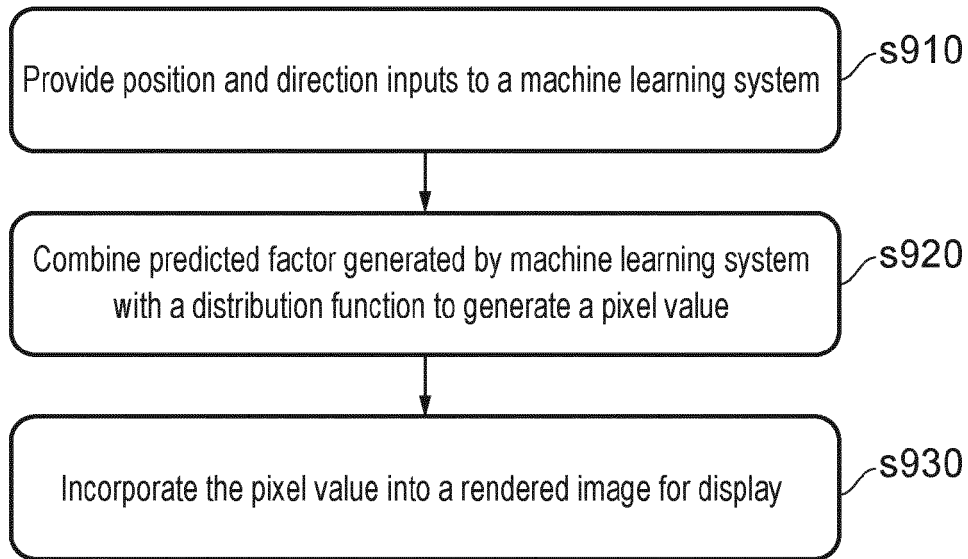 Provide position and direction inputs to a machine learning system
s910
Combine predicted factor generated by machine learning system
with a distribution function to generate a pixel value
s920
Incorporate the pixel value into a rendered image for display
s930